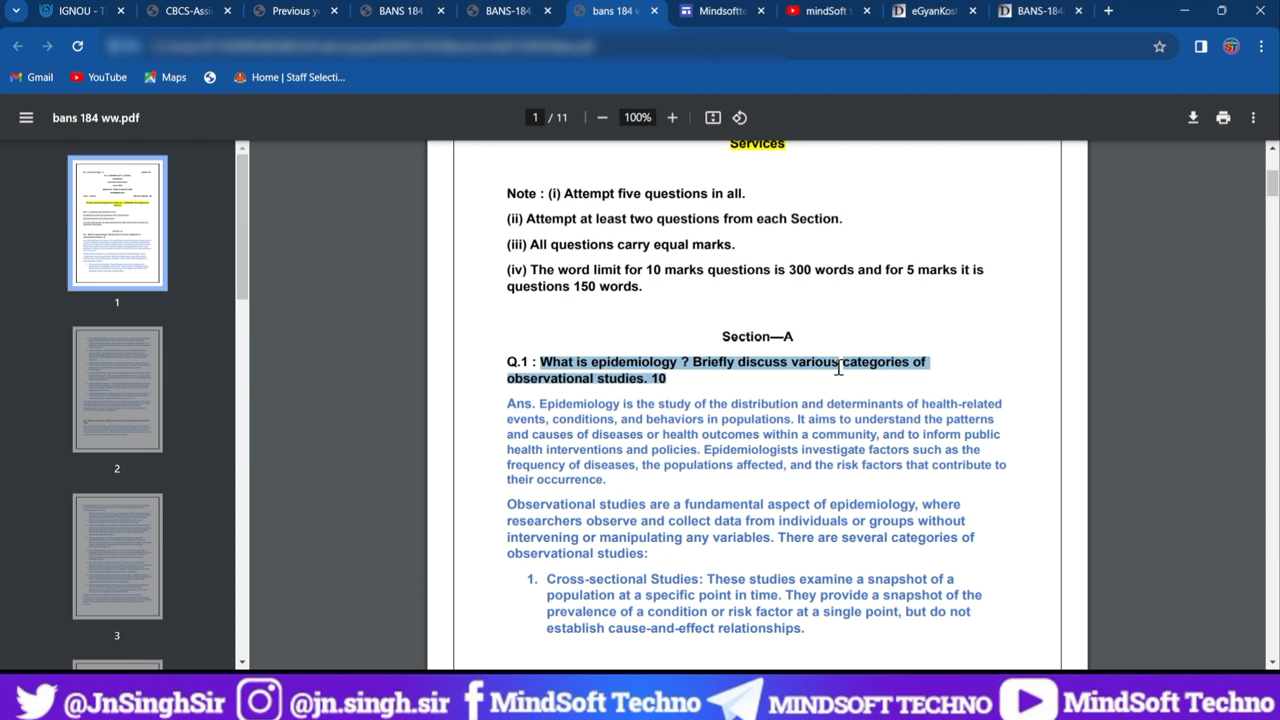 IGNOU - T
CBCS-Assi
Previous y
BANS 184
BANS-184.
bans 184 w
Mindsoftte
mindSoft t
eGyanKos
BANS-184
Gmail
YouTube
Maps
Home | Staff Selecti...
bans 184 ww.pdf
1 / 11
100%
Services
Note : (i) Attempt five questions in all.
(ii) Attempt at least two questions from each Section.
(iii) All questions carry equal marks.
(iv) The word limit for 10 marks questions is 300 words and for 5 marks it is
questions 150 words.
Section—A
Q.1 : What is epidemiology ? Briefly discuss various categories of
observational studies. 10
Ans. Epidemiology is the study of the distribution and determinants of health-related
events, conditions, and behaviors in populations. It aims to understand the patterns
and causes of diseases or health outcomes within a community, and to inform public
health interventions and policies. Epidemiologists investigate factors such as the
frequency of diseases, the populations affected, and the risk factors that contribute to
their occurrence.
Observational studies are a fundamental aspect of epidemiology, where
researchers observe and collect data from individuals or groups without
intervening or manipulating any variables. There are several categories of
observational studies:
1. Cross-sectional Studies: These studies examine a snapshot of a
population at a specific point in time. They provide a snapshot of the
prevalence of a condition or risk factor at a single point, but do not
establish cause-and-effect relationships.
1
2
3
@JnSinghSir @jn.singh.sir MindSoft Techno MINDSOFT TECHNO MindSoft Techno